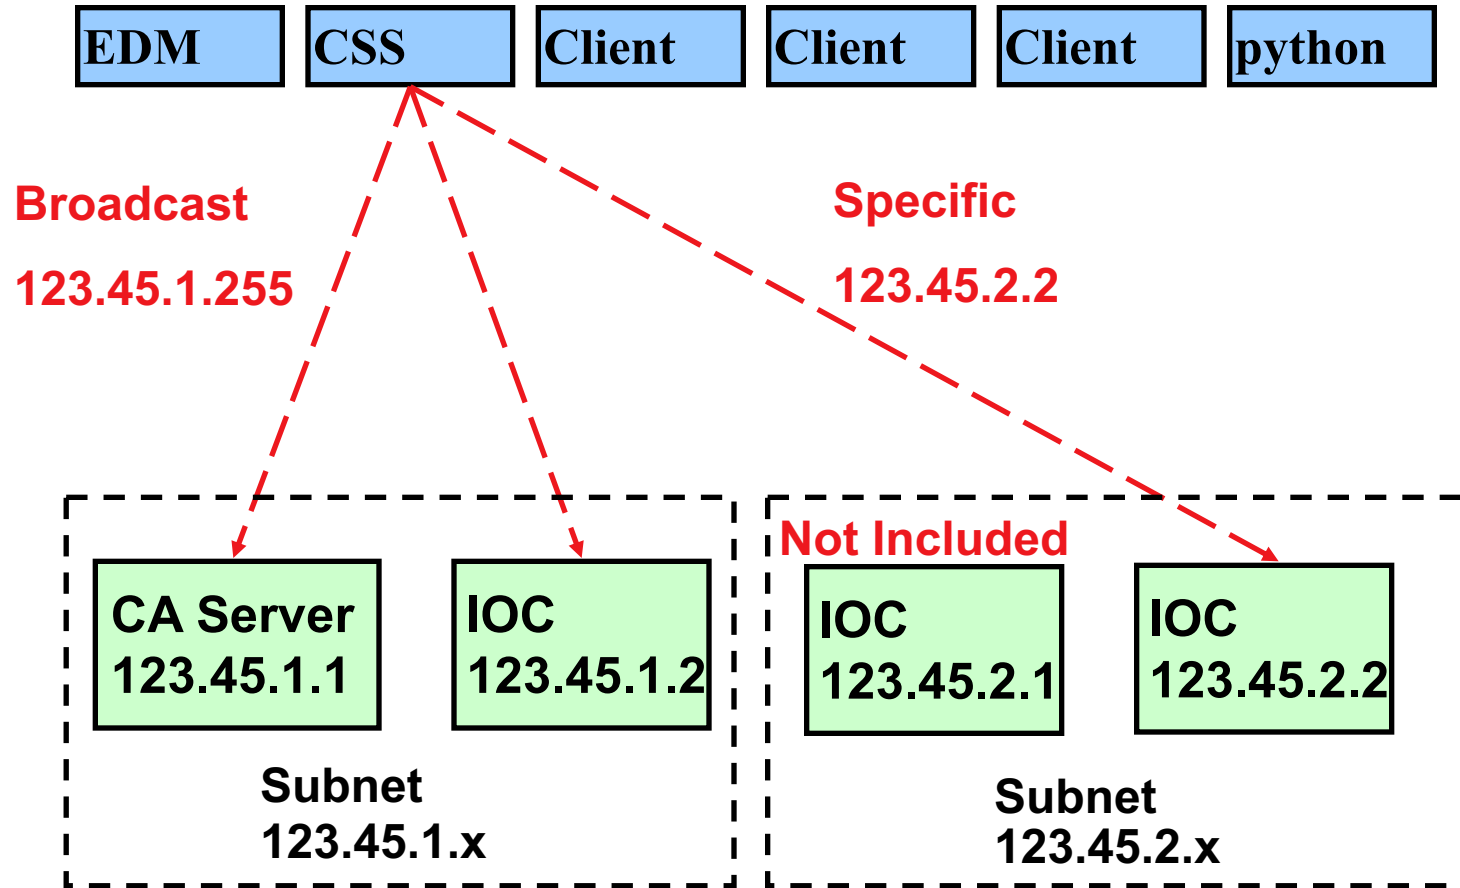 EDM
CSS
Client
Client
Client
python
Broadcast
123.45.1.255
Specific
123.45.2.2
Not Included
CA Server
123.45.1.1
IOC
123.45.1.2
IOC
123.45.2.1
IOC
123.45.2.2
Subnet
123.45.1.x
Subnet
123.45.2.x